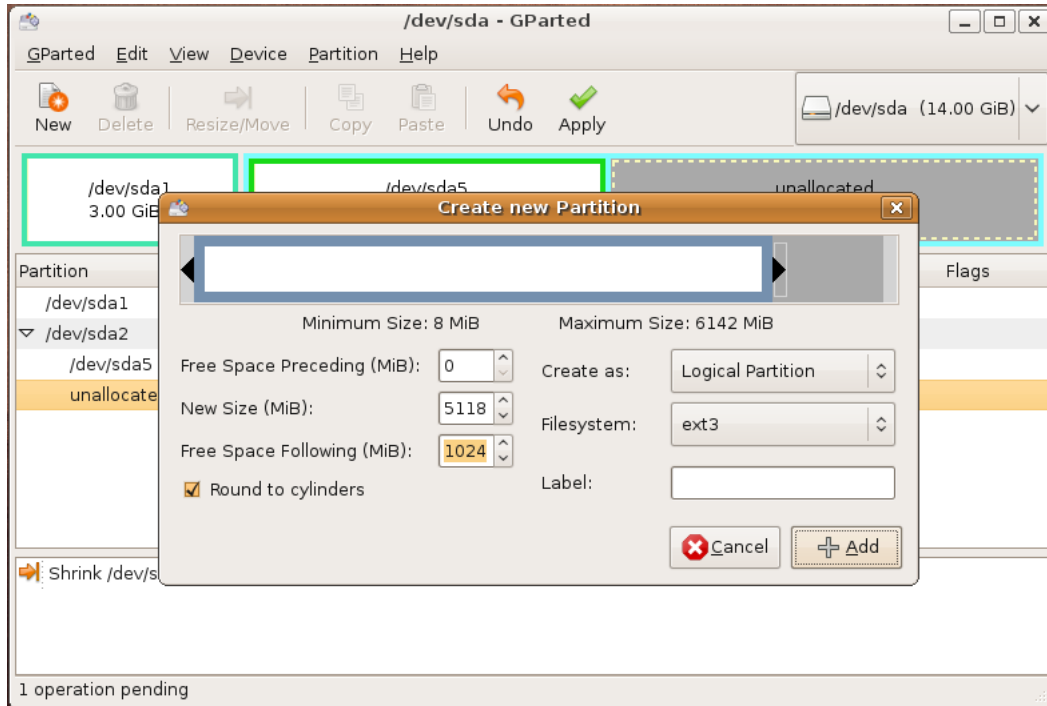 /dev/sda - GParted
GParted Edit View Device Partition Help
New Delete Resize/Move Copy Paste Undo Apply
/dev/sda (14.00 GiB)
/dev/sda1
3.00 GiB
/dev/sda5
unallocated
Create new Partition
Partition
Flags
/dev/sda1
/dev/sda2
/dev/sda5
unallocate
Minimum Size: 8 MiB Maximum Size: 6142 MiB
Free Space Preceding (MiB): 0
New Size (MiB): 5118
Free Space Following (MiB): 1024
Round to cylinders
Create as: Logical Partition
Filesystem: ext3
Label:
Cancel Add
Shrink /dev/s
1 operation pending